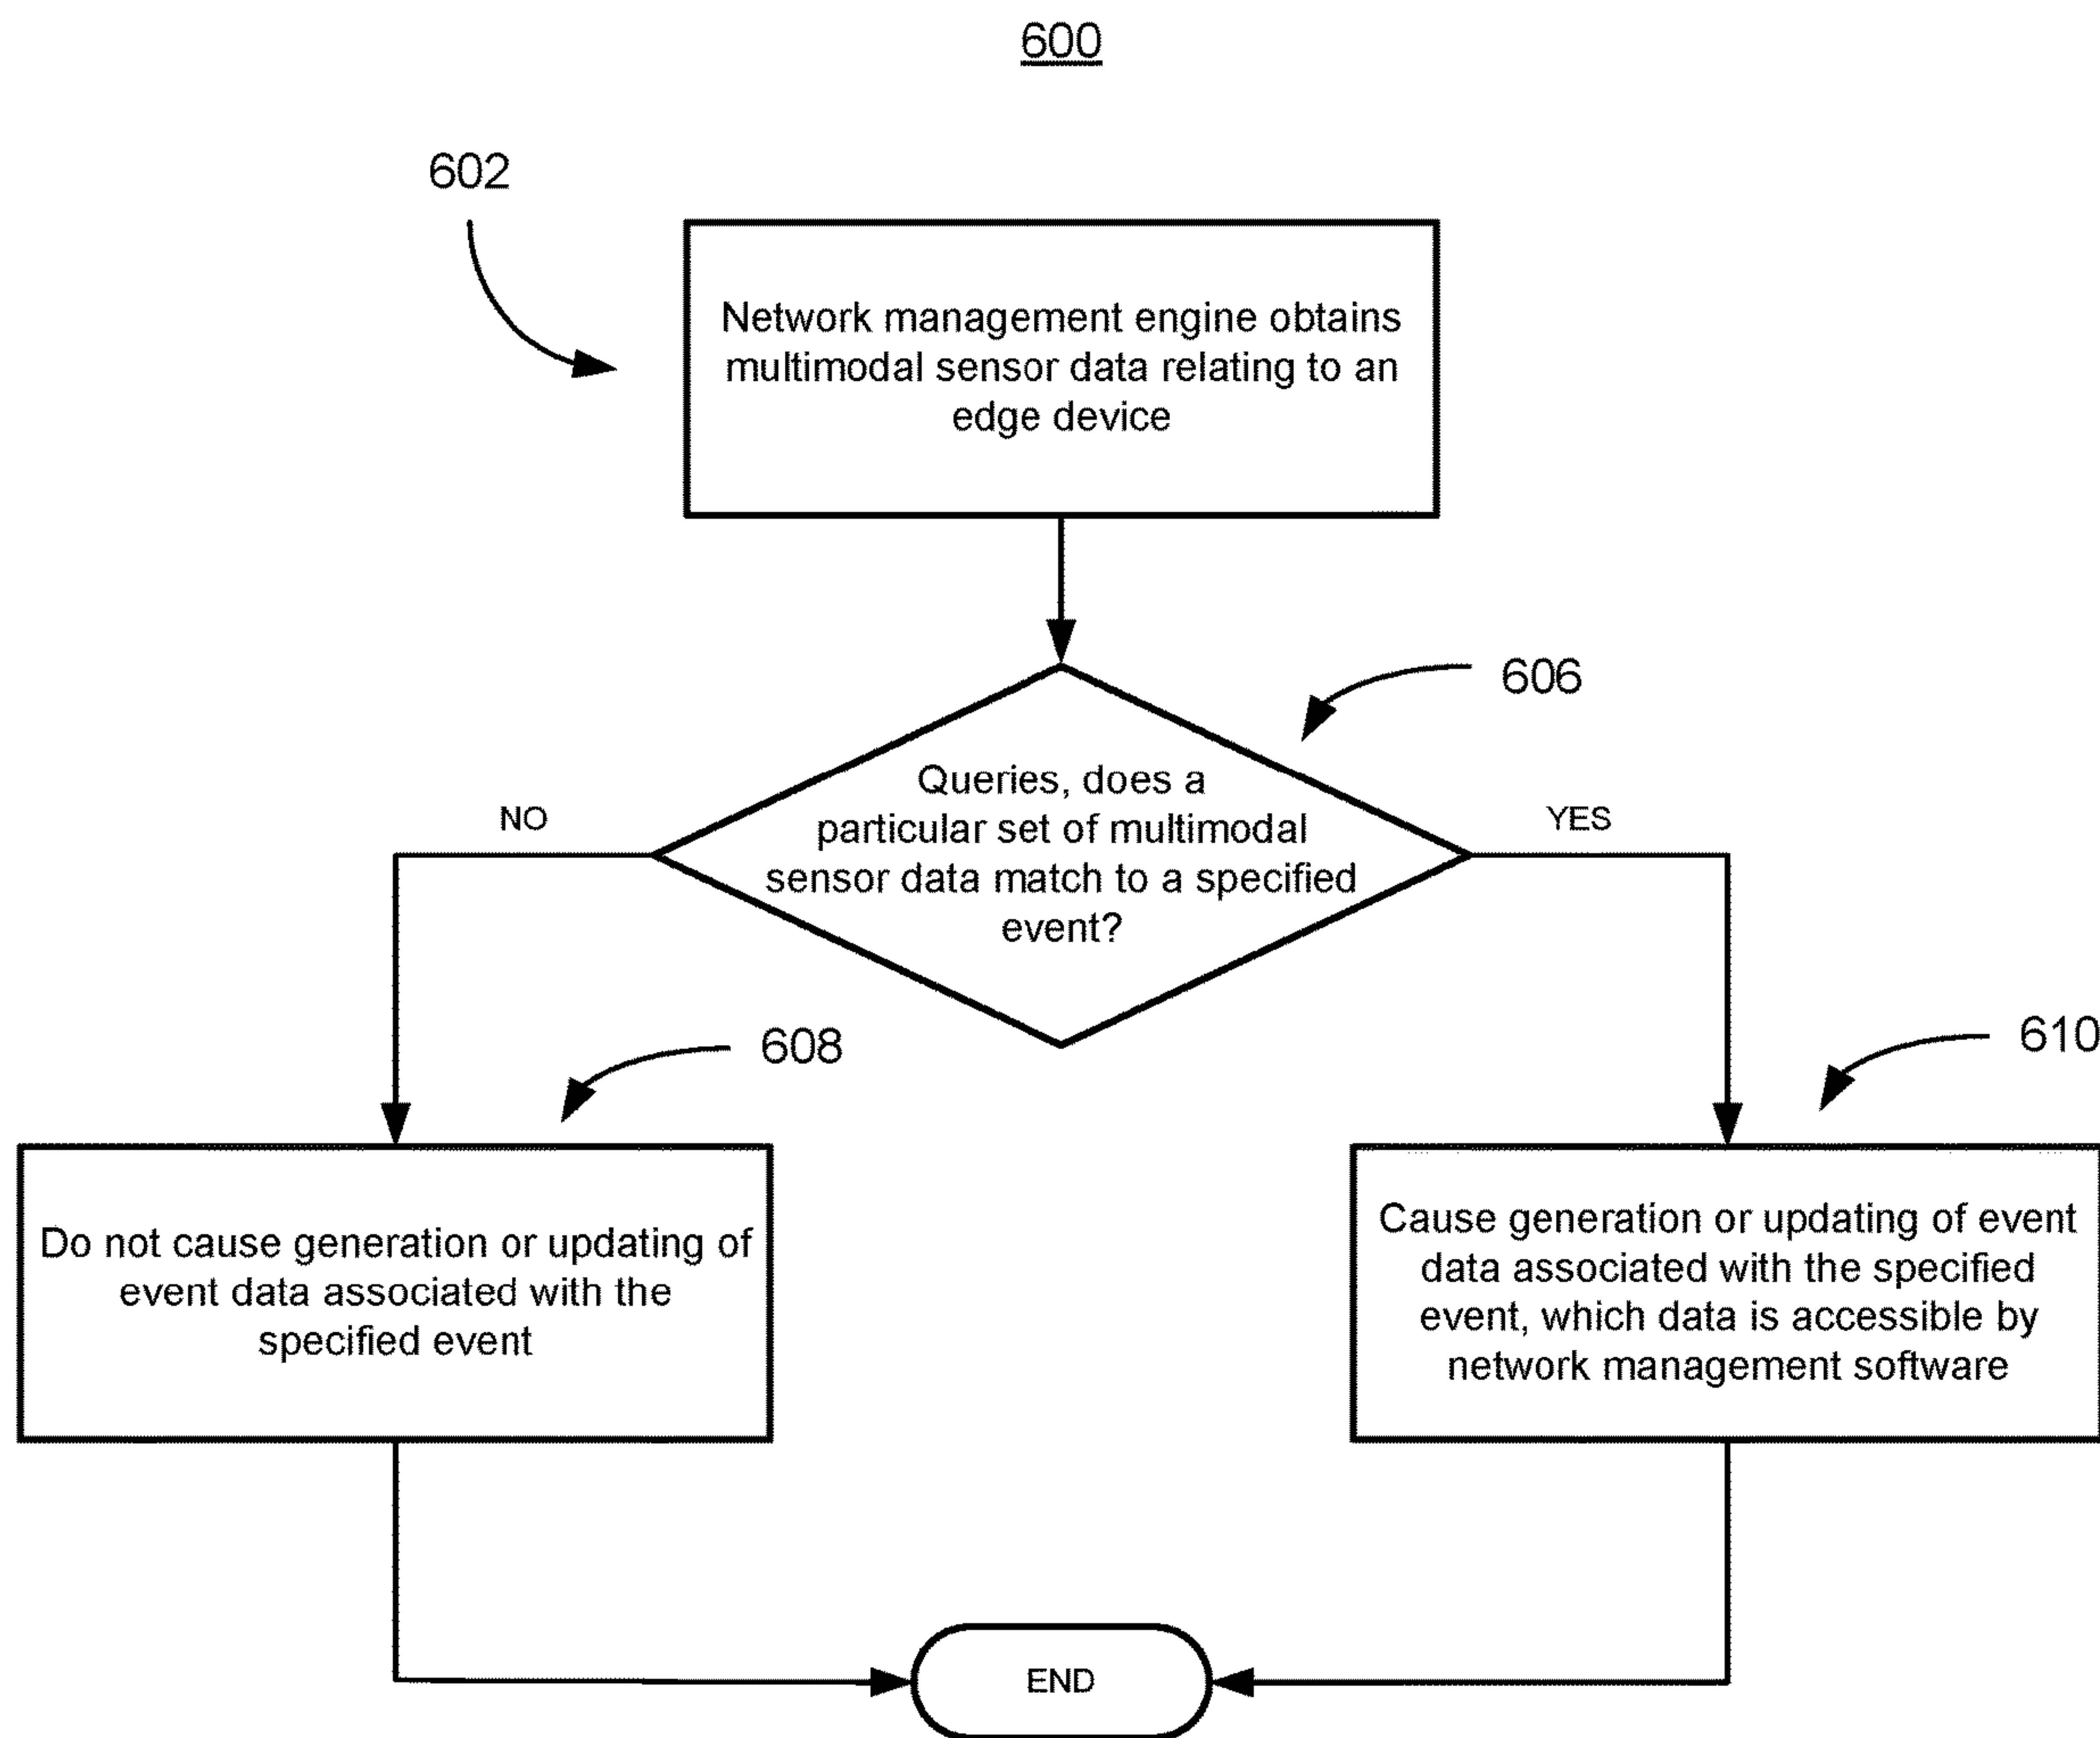 600
602
Network management engine obtains
multimodal sensor data relating to an
edge device
606
Queries, does a
particular set of multimodal
sensor data match to a specified
event?
NO
YES
608
610
Do not cause generation or updating of
event data associated with the
specified event
Cause generation or updating of event
data associated with the specified
event, which data is accessible by
network management software
END